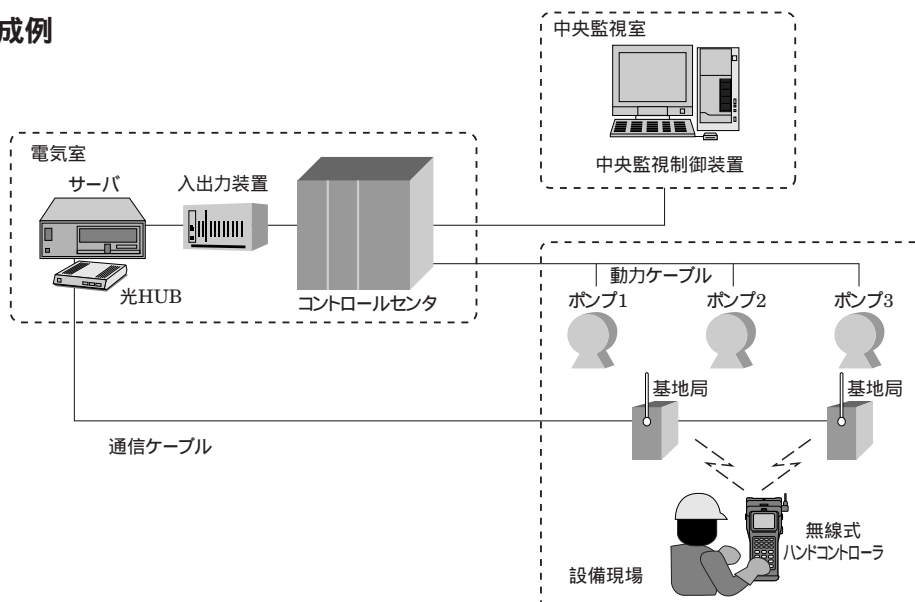 成例
中央監視室
中央監視制御装置
電気室
サーバ
入出力装置
光HUB
コントロールセンタ
動力ケーブル
ポンプ1
ポンプ2
ポンプ3
基地局
基地局
通信ケーブル
無線式
ハンドコントローラ
設備現場